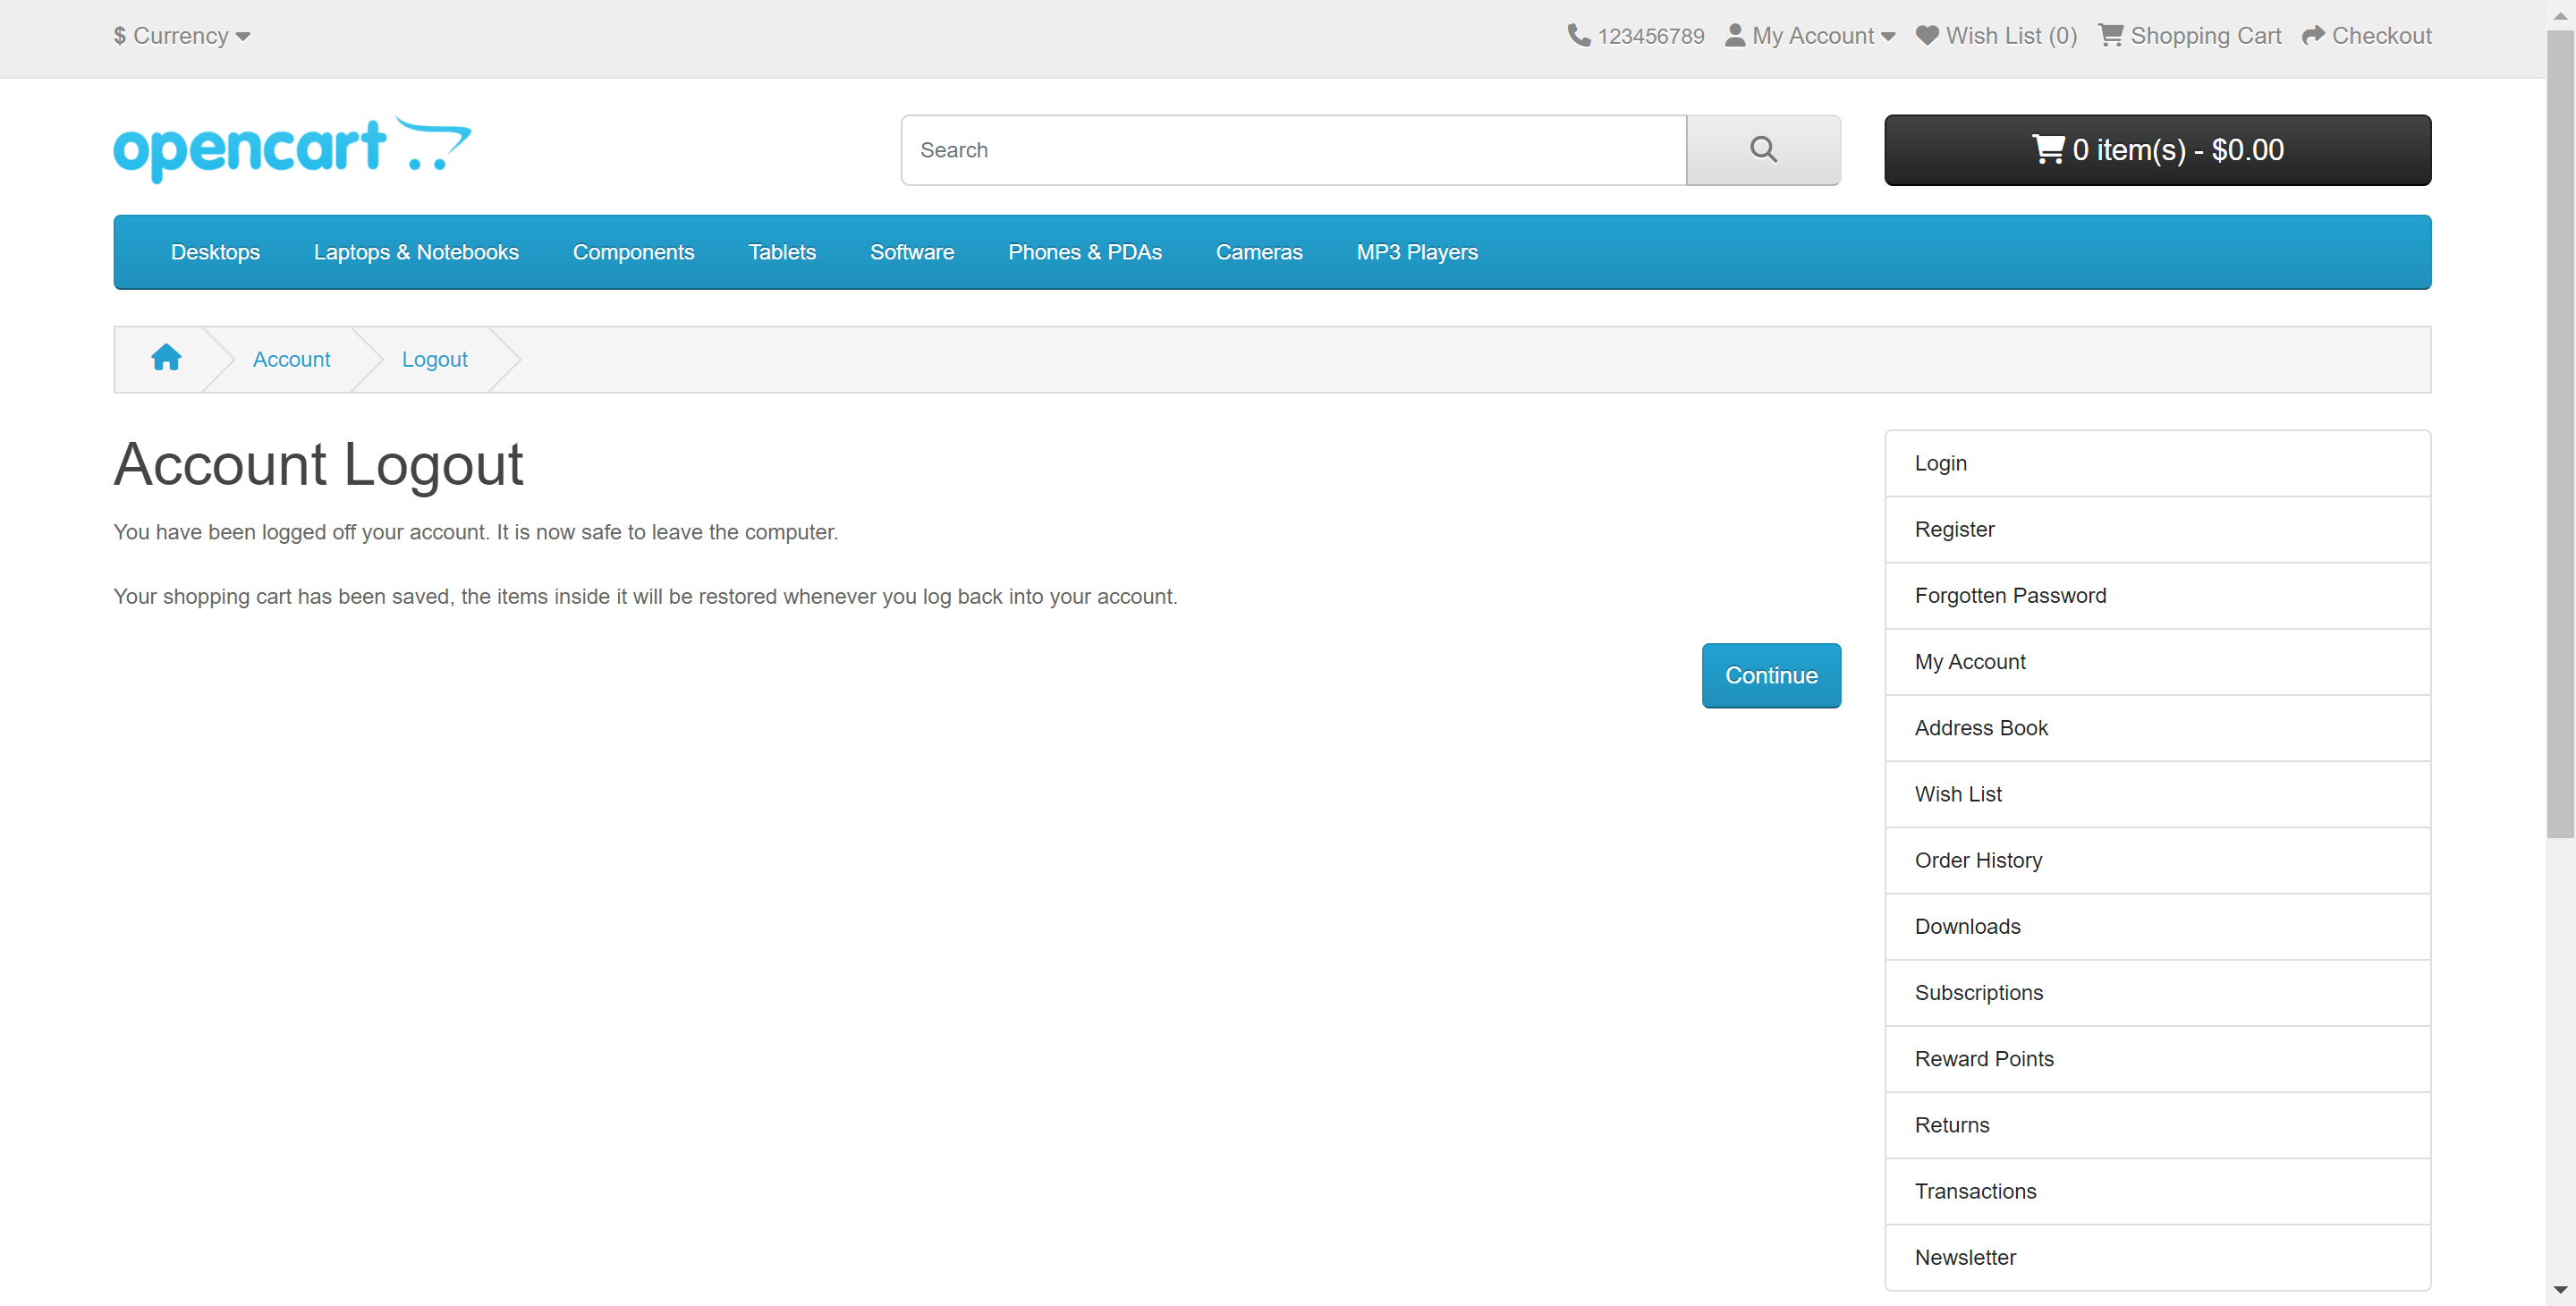 $ Currency
123456789 My Account Wish List (0) Shopping Cart Checkout
opencart
Search
0 item(s) - $0.00
Desktops Laptops & Notebooks Components Tablets Software Phones & PDAs Cameras MP3 Players
Account Logout
Account Logout
You have been logged off your account. It is now safe to leave the computer.
Your shopping cart has been saved, the items inside it will be restored whenever you log back into your account.
Continue
Login
Register
Forgotten Password
My Account
Address Book
Wish List
Order History
Downloads
Subscriptions
Reward Points
Returns
Transactions
Newsletter